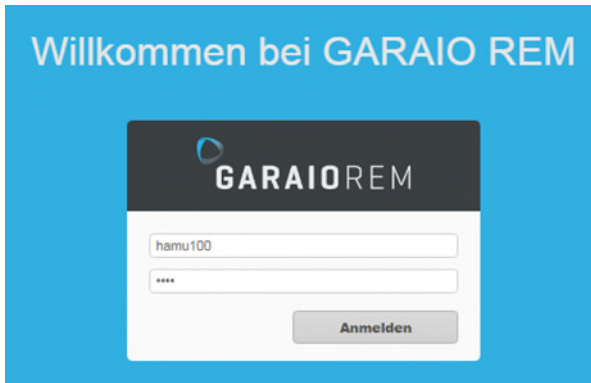 Willkommen bei GARAIO REM
GARAIOREM
hamu100
••••
Anmelden